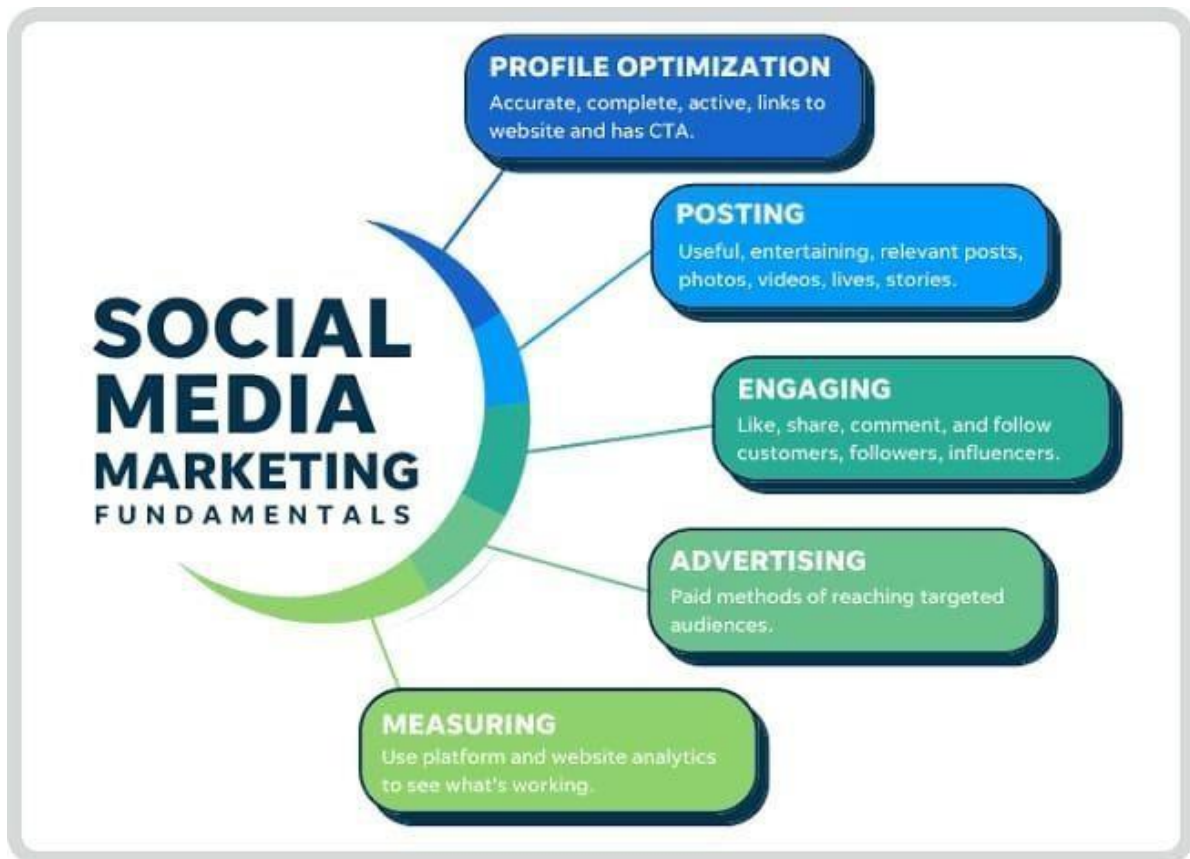 SOCIAL
MEDIA
MARKETING
FUNDAMENTALS
PROFILE OPTIMIZATION
Accurate, complete, active, links to
website and has CTA.
POSTING
Useful, entertaining, relevant posts,
photos, videos, lives, stories.
ENGAGING
Like, share, comment, and follow
customers, followers, influencers.
ADVERTISING
Paid methods of reaching targeted
audiences.
MEASURING
Use platform and website analytics
to see what's working.